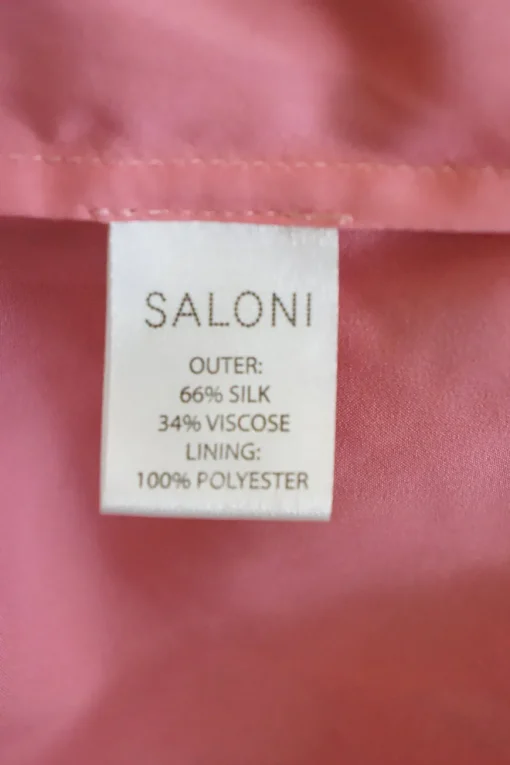 SALONI
OUTER:
66% SILK
34% VISCOSE
LINING:
100% POLYESTER